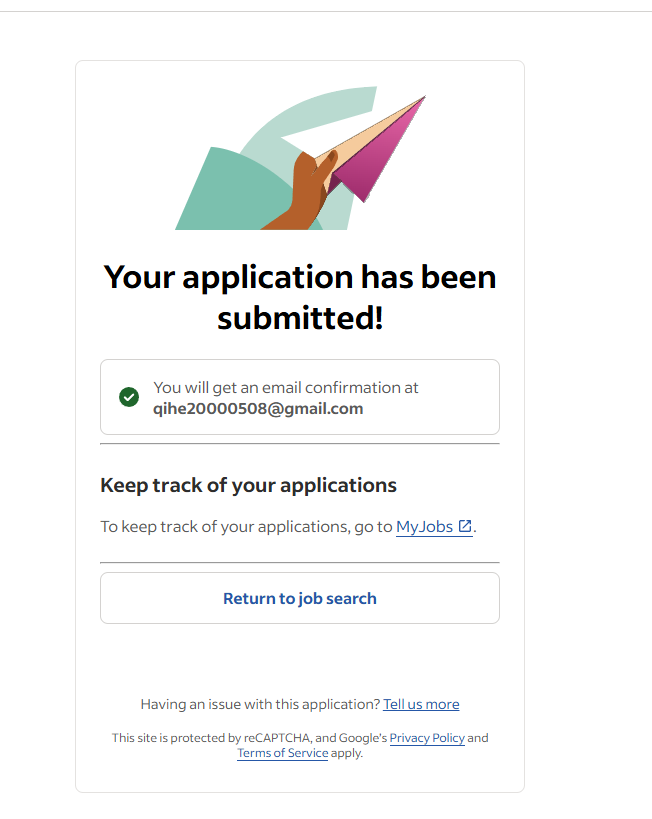 Your application has been
submitted!
You will get an email confirmation at
qihe20000508@gmail.com
Keep track of your applications
To keep track of your applications, go to MyJobs.
Return to job search
Having an issue with this application? Tell us more
This site is protected by reCAPTCHA, and Google's Privacy Policy and
Terms of Service apply.